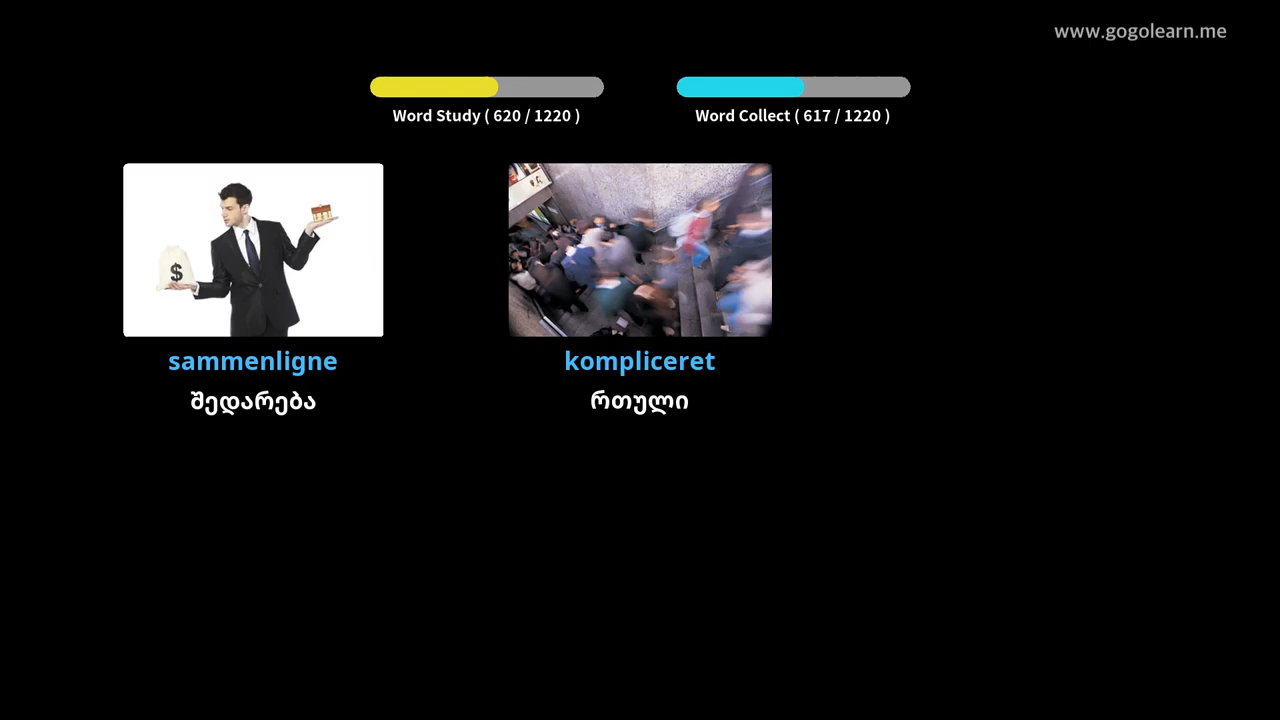 www.gogolearn.me
Word Study ( 620 / 1220 )
Word Collect ( 617 / 1220 )
$
sammenligne
შედარება
kompliceret
რთული